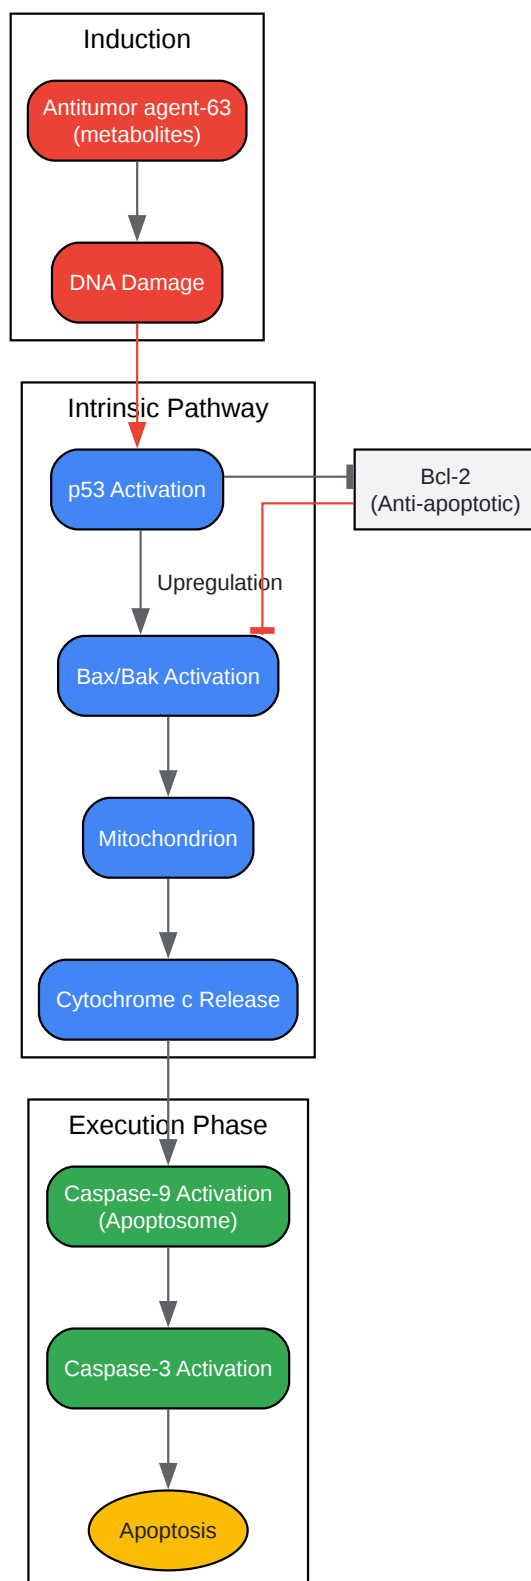 Induction
Antitumor agent-63
(metabolites)
DNA Damage
Intrinsic Pathway
p53 Activation
Bcl-2
(Anti-apoptotic)
Upregulation
Bax/Bak Activation
Mitochondrion
Cytochrome c Release
Execution Phase
Caspase-9 Activation
(Apoptosome)
Caspase-3 Activation
Apoptosis